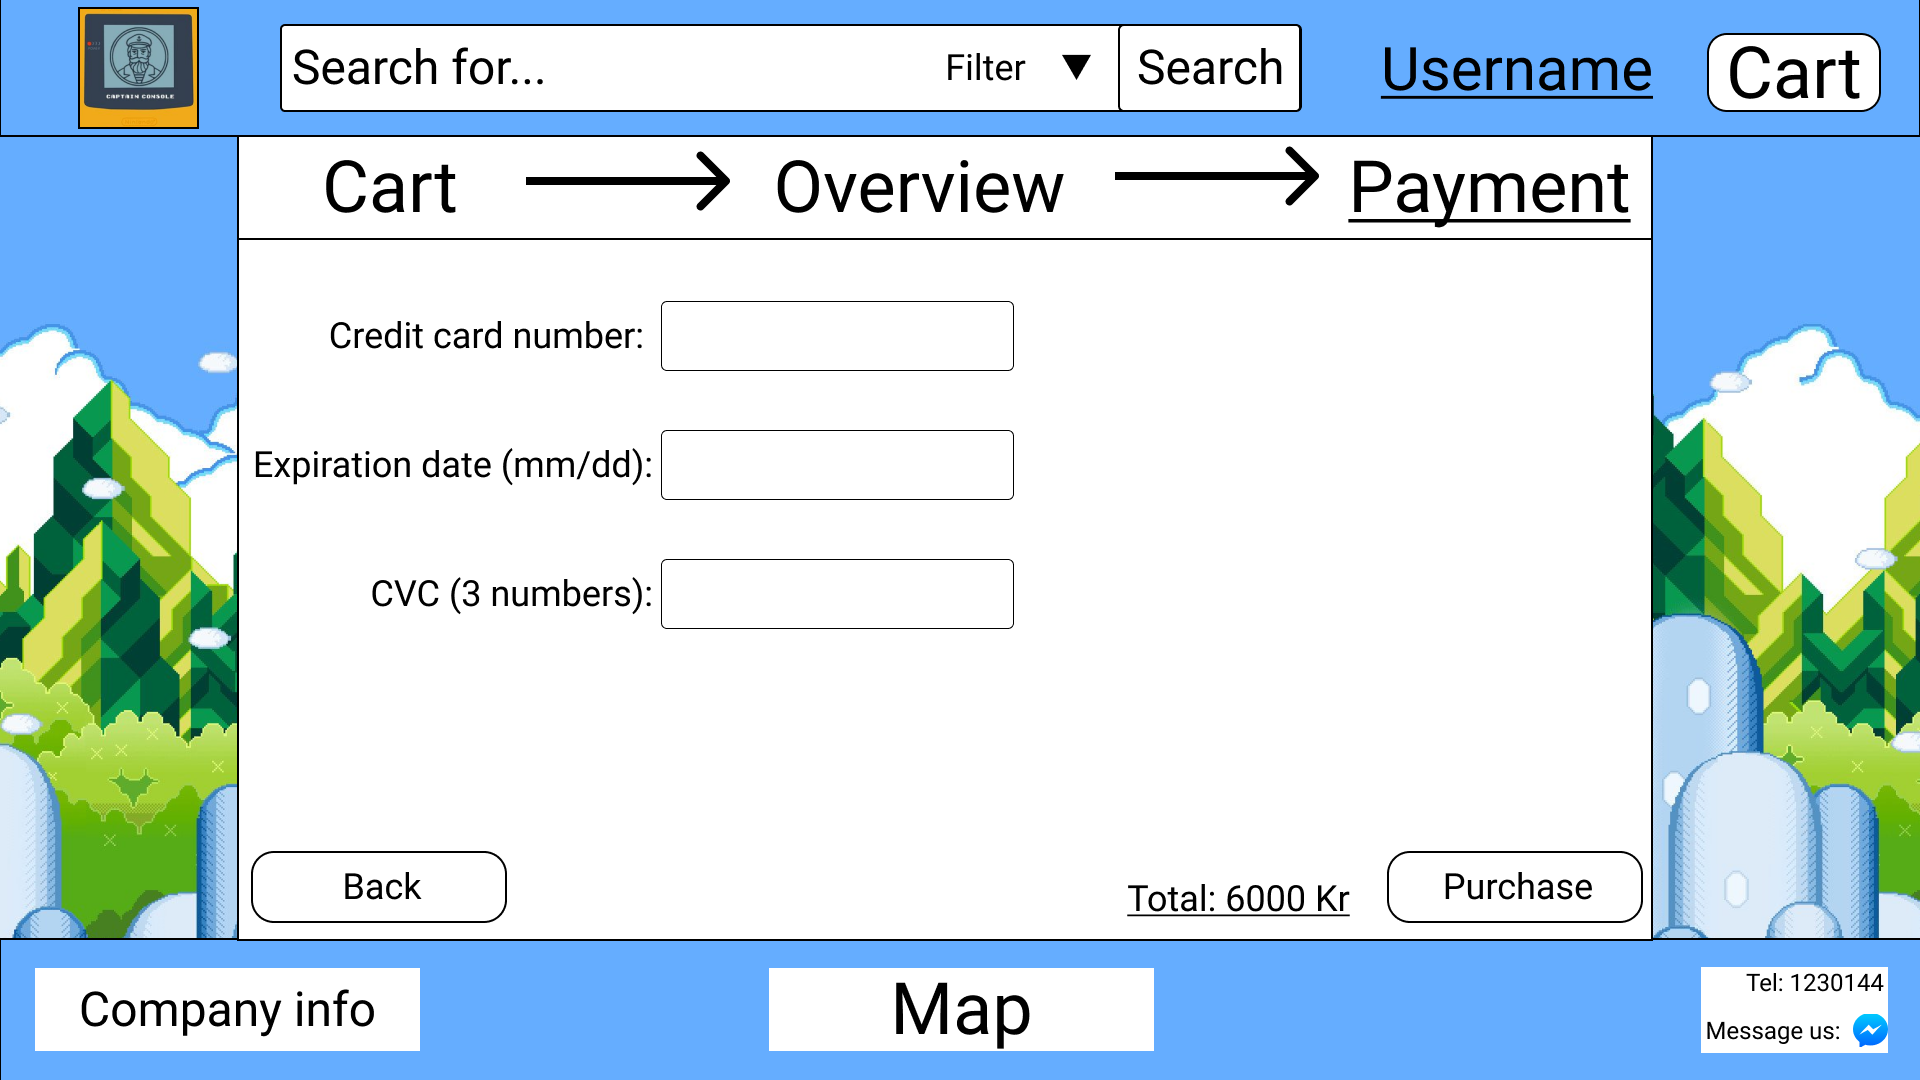 CAPTAIN CONSOLE
Search for...
Filter
Search
Username
Cart
Cart
Overview
Payment
Credit card number:
Expiration date (mm/dd):
CVC (3 numbers):
Back
Total: 6000 Kr
Purchase
Company info
Map
Tel: 1230144
Message us: